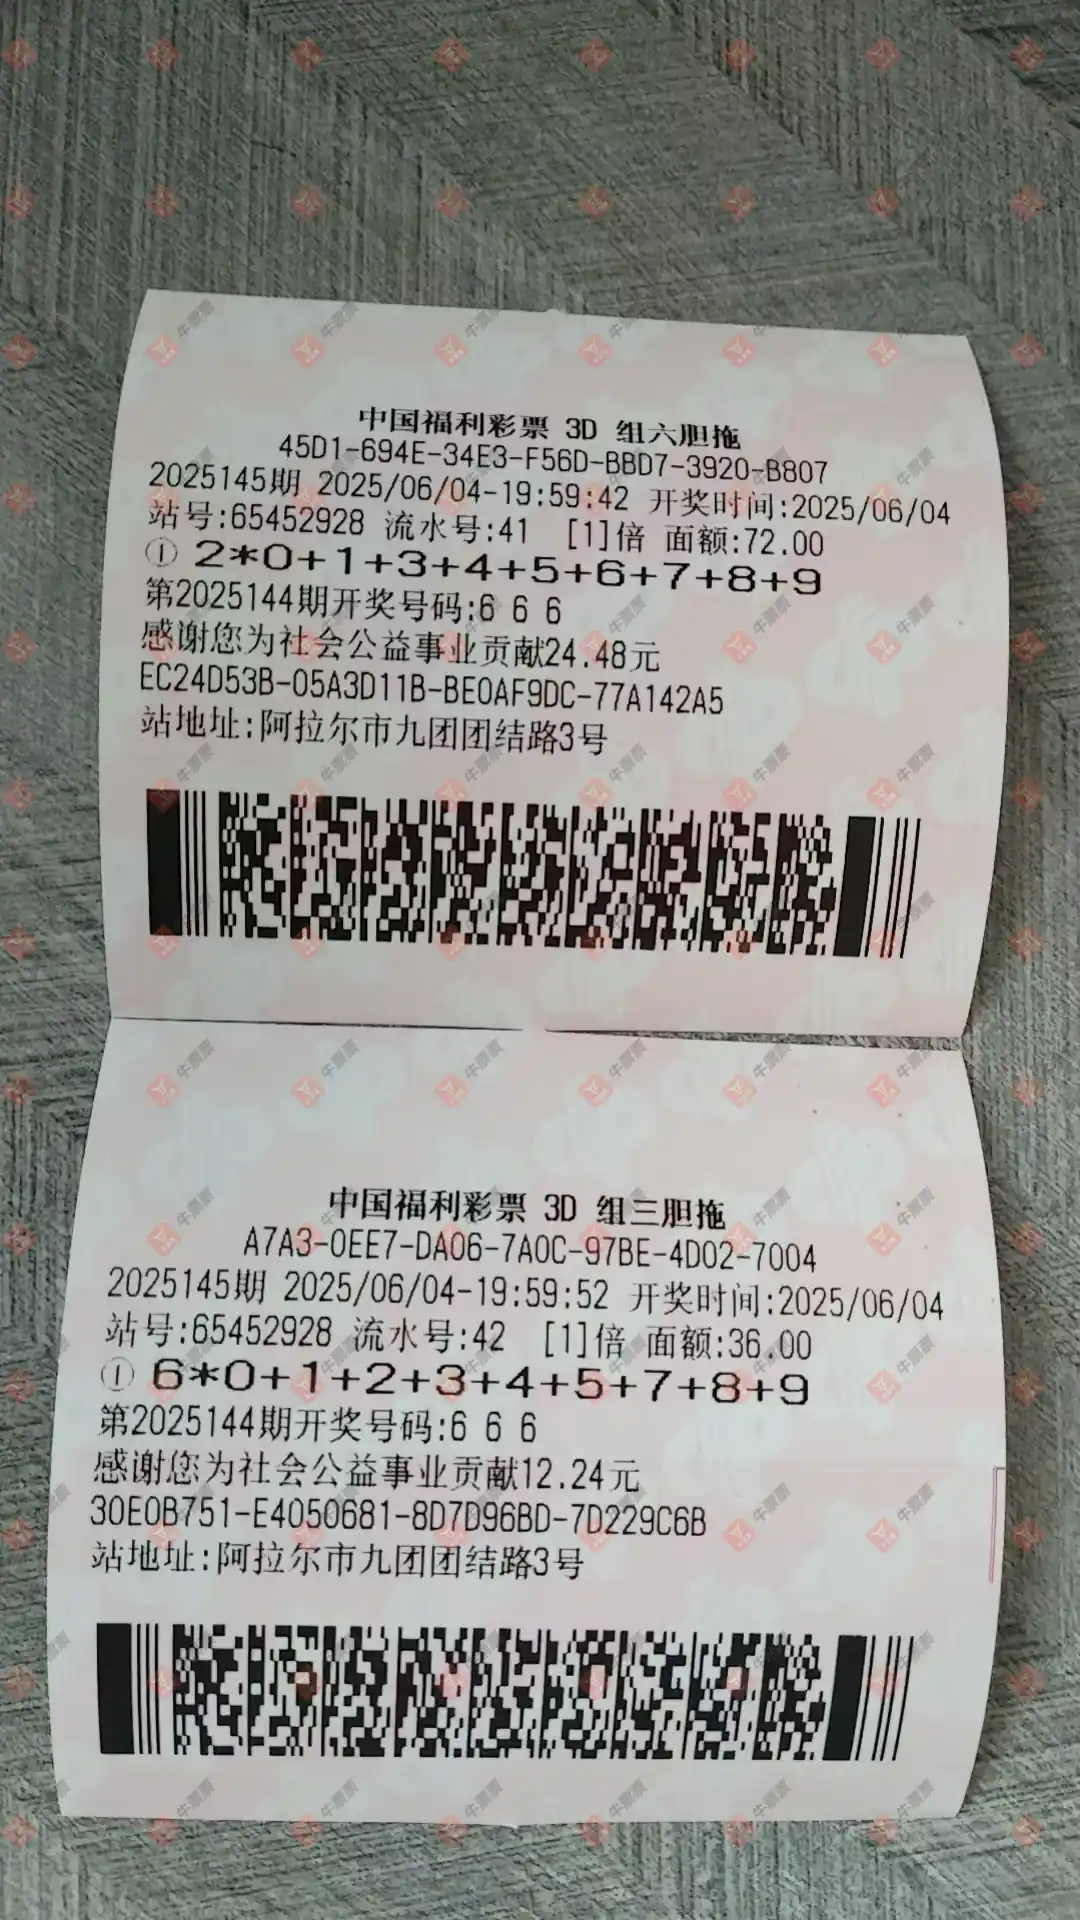 中国福利彩票 3D 组六胆拖
45D1-694E-34E3-F56D-BBD7-3920-B807
2025145期 2025/06/04-19:59:42 开奖时间:2025/06/04
站号:65452928 流水号:41 [1]倍 面额:72.00
① 2*0+1+3+4+5+6+7+8+9
第2025144期开奖号码:6 6 6
感谢您为社会公益事业贡献24.48元
EC24D53B-05A3D11B-BE0AF9DC-77A142A5
站地址:阿拉尔市九团团结路3号
中国福利彩票 3D 组三胆拖
A7A3-0EE7-DA06-7A0C-97BE-4D02-7004
2025145期 2025/06/04-19:59:52 开奖时间:2025/06/04
站号:65452928 流水号:42 [1]倍 面额:36.00
① 6*0+1+2+3+4+5+7+8+9
第2025144期开奖号码:6 6 6
感谢您为社会公益事业贡献12.24元
30E0B751-E4050681-8D7D96BD-7D229C6B
站地址:阿拉尔市九团团结路3号